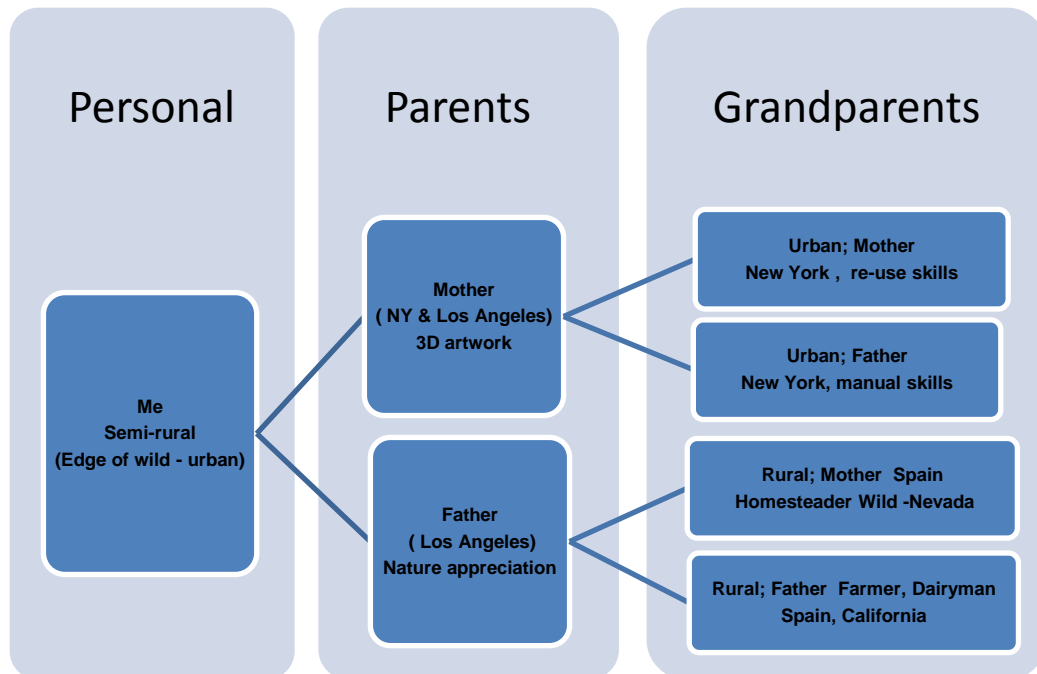 Personal
Parents
Grandparents
Me
Semi-rural
(Edge of wild - urban)
Mother
( NY & Los Angeles)
3D artwork
Father
( Los Angeles)
Nature appreciation
Urban; Mother
New York , re-use skills
Urban; Father
New York, manual skills
Rural; Mother Spain
Homesteader Wild -Nevada
Rural; Father Farmer, Dairyman
Spain, California